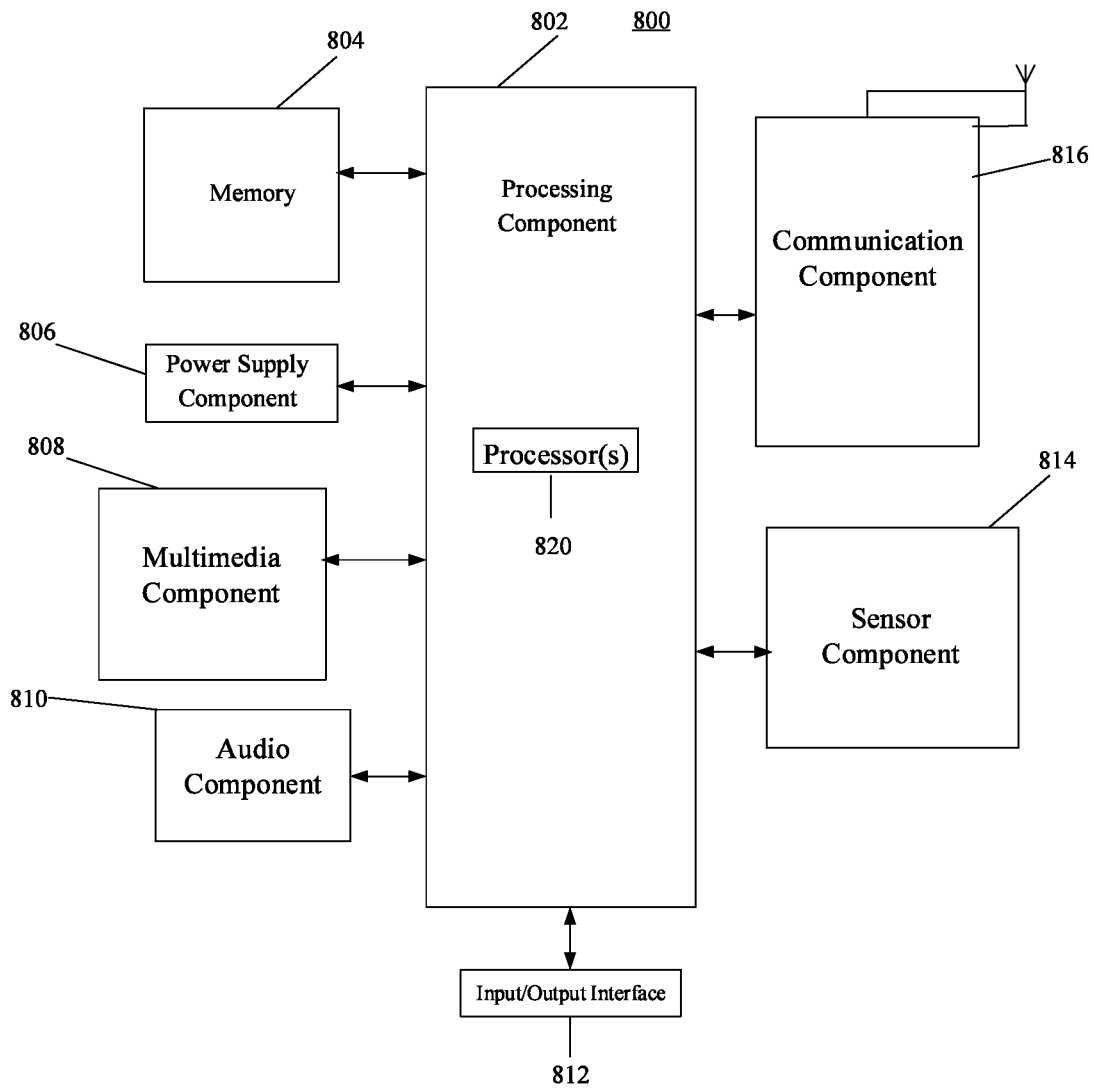 800
802
804
Memory
Processing
Component
816
Communication
Component
806
Power Supply
Component
808
Multimedia
Component
Processor(s)
820
814
Sensor
Component
810
Audio
Component
Input/Output Interface
812